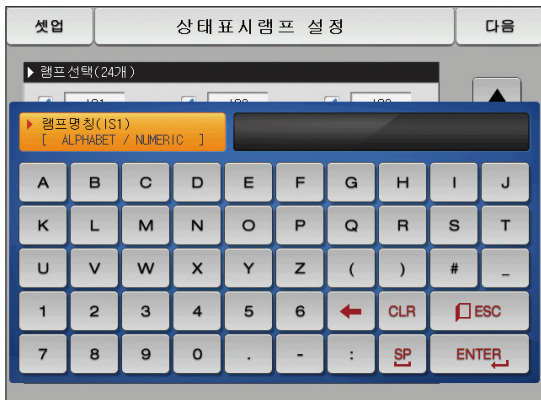 셋업 상태표시램프 설정 다음
▶ 램프선택(24개)
▶ 램프명칭(IS1)
[ ALPHABET / NUMERIC ]
A B C D E F G H I J
K L M N O P Q R S T
U V W X Y Z ( ) # _
1 2 3 4 5 6 ← CLR ESC
7 8 9 0 . - : SP ENTER